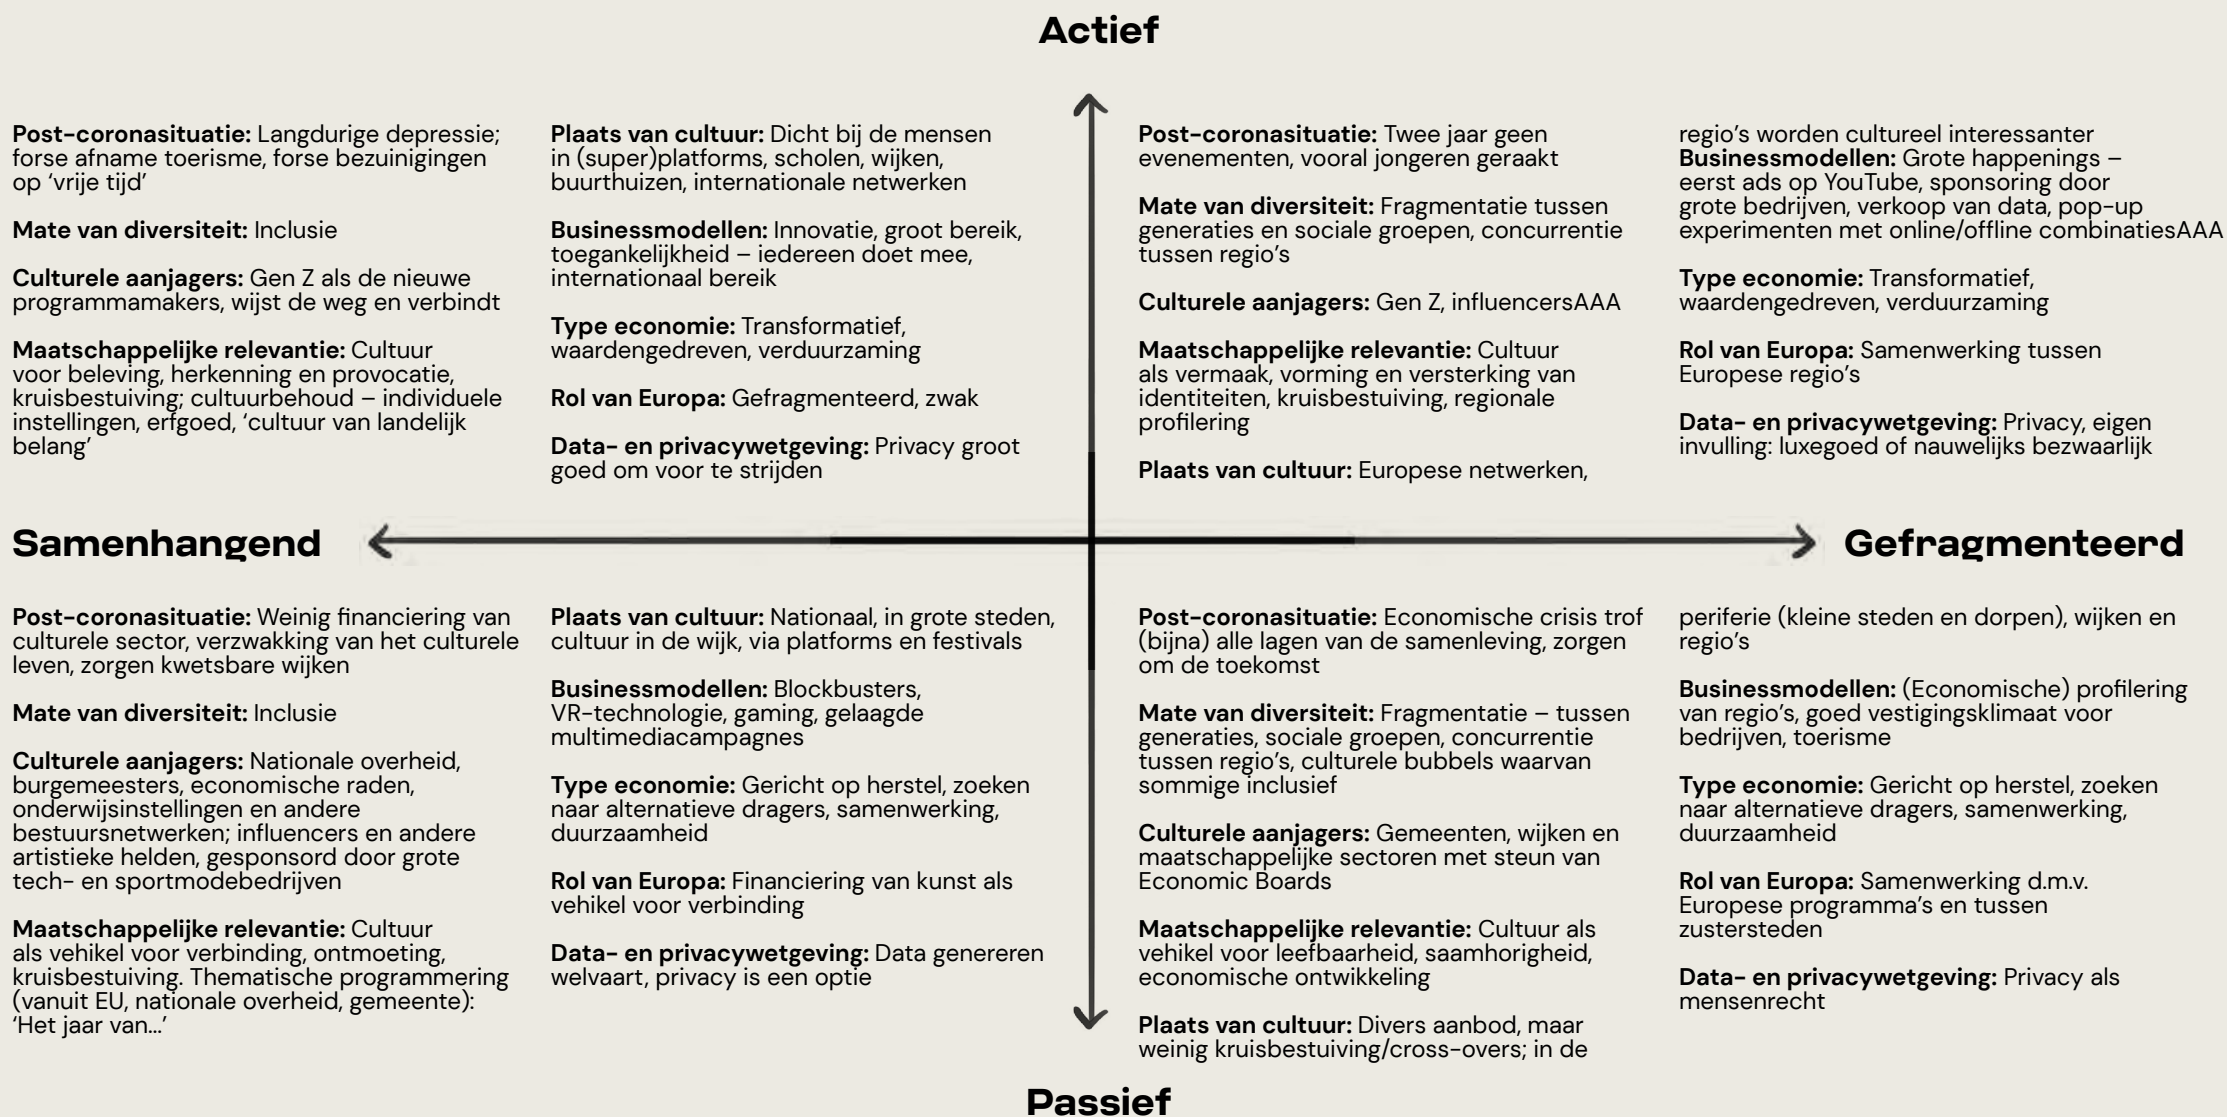 Actief
Post-coronasituatie: Langdurige depressie;
forse afname toerisme, forse bezuinigingen
op ‘vrije tijd’
Mate van diversiteit: Inclusie
Culturele aanjagers: Gen Z als de nieuwe
programmamakers, wijst de weg en verbindt
Maatschappelijke relevantie: Cultuur
voor beleving, herkenning en provocatie,
kruisbestuiving; cultuurbehoud – individuele
instellingen, erfgoed, ‘cultuur van landelijk
belang’
Plaats van cultuur: Dicht bij de mensen
in (super)platforms, scholen, wijken,
buurthuizen, internationale netwerken
Businessmodellen: Innovatie, groot bereik,
toegankelijkheid – iedereen doet mee,
internationaal bereik
Type economie: Transformatief,
waardengedreven, verduurzaming
Rol van Europa: Gefragmenteerd, zwak
Data- en privacywetgeving: Privacy groot
goed om voor te strijden
Post-coronasituatie: Twee jaar geen
evenementen, vooral jongeren geraakt
Mate van diversiteit: Fragmentatie tussen
generaties en sociale groepen, concurrentie
tussen regio’s
Culturele aanjagers: Gen Z, influencersAAA
Maatschappelijke relevantie: Cultuur
als vermaak, vorming en versterking van
identiteiten, kruisbestuiving, regionale
profilering
Plaats van cultuur: Europese netwerken,
regio’s worden cultureel interessanter
Businessmodellen: Grote happenings –
eerst ads op YouTube, sponsoring door
grote bedrijven, verkoop van data, pop-up
experimenten met online/offline combinatiesAAA
Type economie: Transformatief,
waardengedreven, verduurzaming
Rol van Europa: Samenwerking tussen
Europese regio’s
Data- en privacywetgeving: Privacy, eigen
invulling: luxegoed of nauwelijks bezwaarlijk
Samenhangend
Gefragmenteerd
Post-coronasituatie: Weinig financiering van
culturele sector, verzwakking van het culturele
leven, zorgen kwetsbare wijken
Mate van diversiteit: Inclusie
Culturele aanjagers: Nationale overheid,
burgemeesters, economische raden,
onderwijsinstellingen en andere
bestuursnetwerken; influencers en andere
artistieke helden, gesponsord door grote
tech- en sportmodebedrijven
Maatschappelijke relevantie: Cultuur
als vehikel voor verbinding, ontmoeting,
kruisbestuiving. Thematische programmering
(vanuit EU, nationale overheid, gemeente):
‘Het jaar van…’
Plaats van cultuur: Nationaal, in grote steden,
cultuur in de wijk, via platforms en festivals
Businessmodellen: Blockbusters,
VR-technologie, gaming, gelaagde
multimediacampagnes
Type economie: Gericht op herstel, zoeken
naar alternatieve dragers, samenwerking,
duurzaamheid
Rol van Europa: Financiering van kunst als
vehikel voor verbinding
Data- en privacywetgeving: Data genereren
welvaart, privacy is een optie
Post-coronasituatie: Economische crisis trof
(bijna) alle lagen van de samenleving, zorgen
om de toekomst
Mate van diversiteit: Fragmentatie – tussen
generaties, sociale groepen, concurrentie
tussen regio’s, culturele bubbels waarvan
sommige inclusief
Culturele aanjagers: Gemeenten, wijken en
maatschappelijke sectoren met steun van
Economic Boards
Maatschappelijke relevantie: Cultuur als
vehikel voor leefbaarheid, saamhorigheid,
economische ontwikkeling
Plaats van cultuur: Divers aanbod, maar
weinig kruisbestuiving/cross-overs; in de
periferie (kleine steden en dorpen), wijken en
regio’s
Businessmodellen: (Economische) profilering
van regio’s, goed vestigingsklimaat voor
bedrijven, toerisme
Type economie: Gericht op herstel, zoeken
naar alternatieve dragers, samenwerking,
duurzaamheid
Rol van Europa: Samenwerking d.m.v.
Europese programma’s en tussen
zustersteden
Data- en privacywetgeving: Privacy als
mensenrecht
Passief